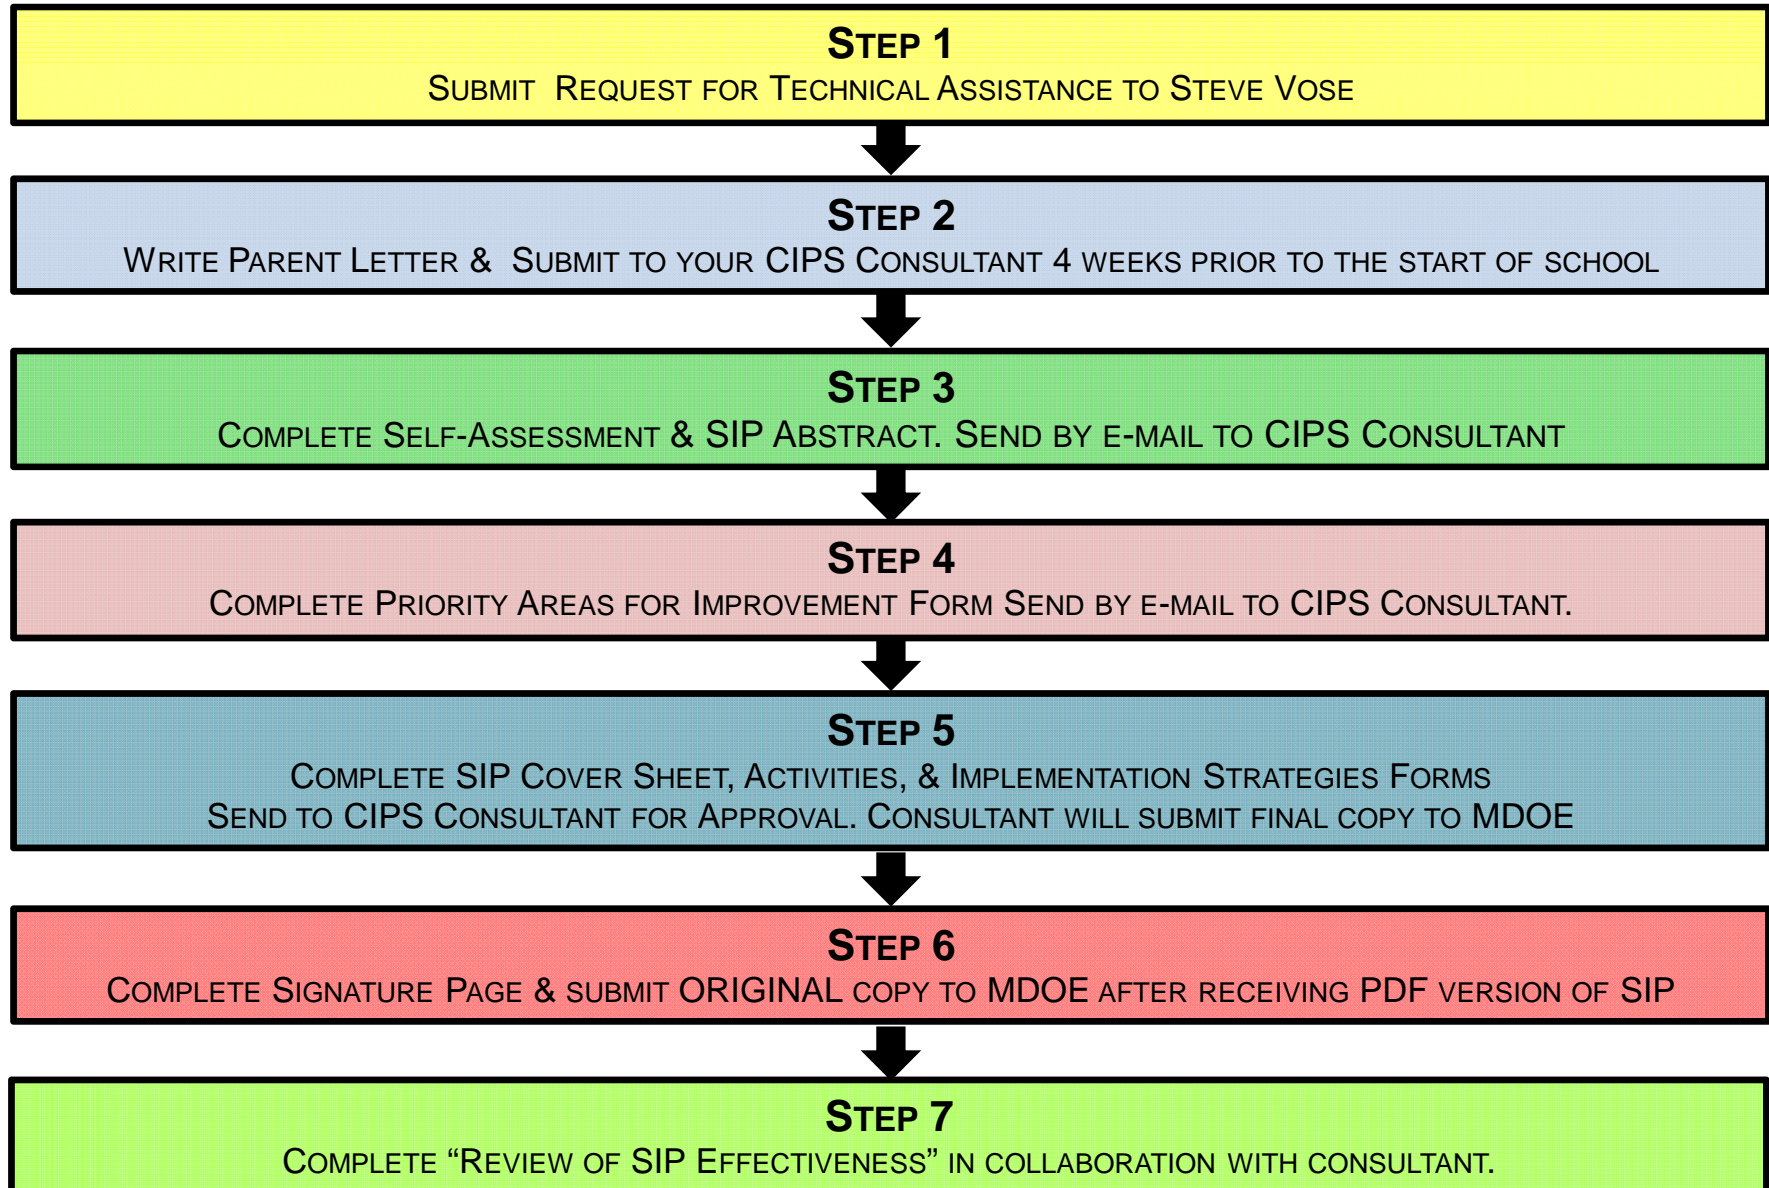 STEP 1
SUBMIT REQUEST FOR TECHNICAL ASSISTANCE TO STEVE VOSE
STEP 2
WRITE PARENT LETTER & SUBMIT TO YOUR CIPS CONSULTANT 4 WEEKS PRIOR TO THE START OF SCHOOL
STEP 3
COMPLETE SELF-ASSESSMENT & SIP ABSTRACT. SEND BY E-MAIL TO CIPS CONSULTANT
STEP 4
COMPLETE PRIORITY AREAS FOR IMPROVEMENT FORM SEND BY E-MAIL TO CIPS CONSULTANT.
STEP 5
COMPLETE SIP COVER SHEET, ACTIVITIES, & IMPLEMENTATION STRATEGIES FORMS
SEND TO CIPS CONSULTANT FOR APPROVAL. CONSULTANT WILL SUBMIT FINAL COPY TO MDOE
STEP 6
COMPLETE SIGNATURE PAGE & SUBMIT ORIGINAL COPY TO MDOE AFTER RECEIVING PDF VERSION OF SIP
STEP 7
COMPLETE “REVIEW OF SIP EFFECTIVENESS” IN COLLABORATION WITH CONSULTANT.